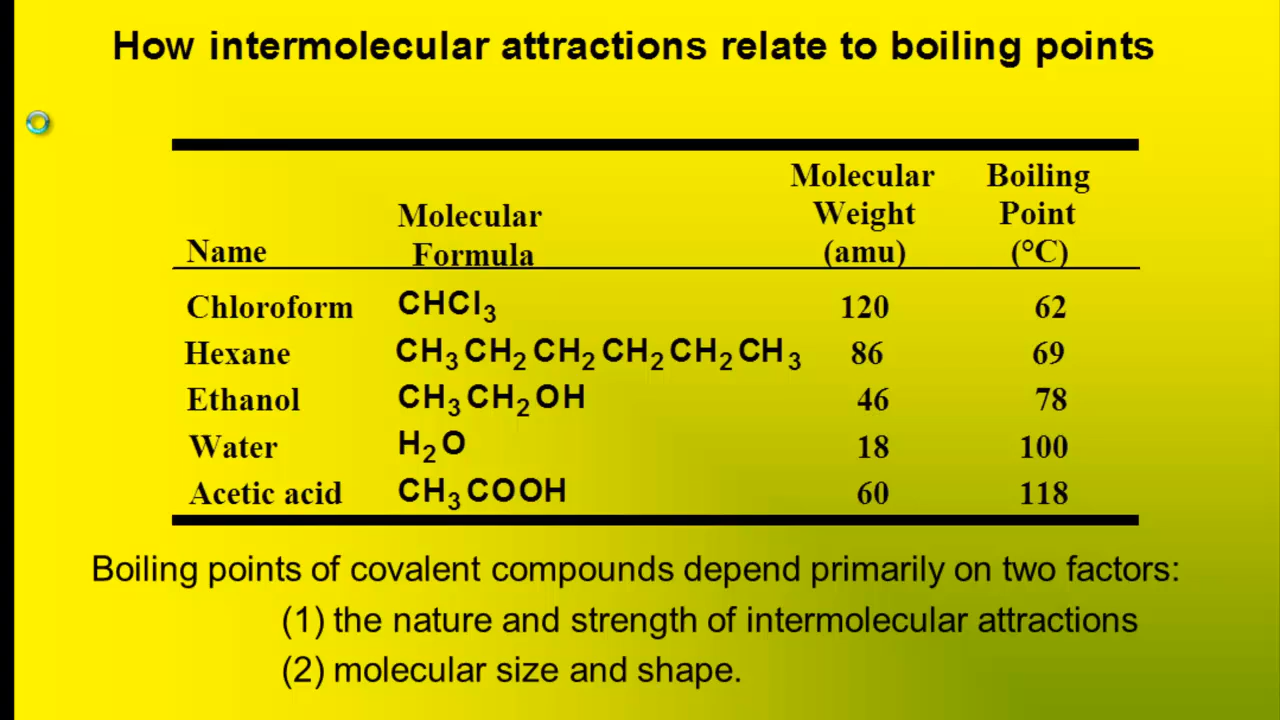 How intermolecular attractions relate to boiling points
Name Molecular Formula Molecular Weight (amu) Boiling Point (°C)
Chloroform CHCl3 120 62
Hexane CH3CH2CH2CH2CH2CH3 86 69
Ethanol CH3CH2OH 46 78
Water H2O 18 100
Acetic acid CH3COOH 60 118
Boiling points of covalent compounds depend primarily on two factors:
(1) the nature and strength of intermolecular attractions
(2) molecular size and shape.